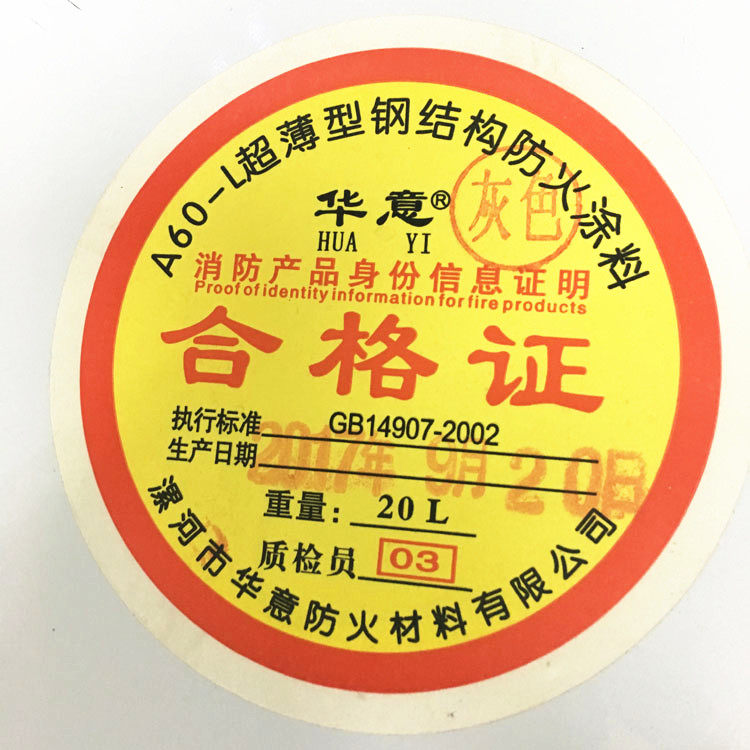 A60-L超薄型钢结构防火涂料
华意®
HUA YI
灰色
消防产品身份信息证明
Proof of identity information for fire products
合格证
执行标准 GB14907-2002
生产日期 2017年 9月 20日
重量: 20 L
质检员 03
漯河市华意防火材料有限公司